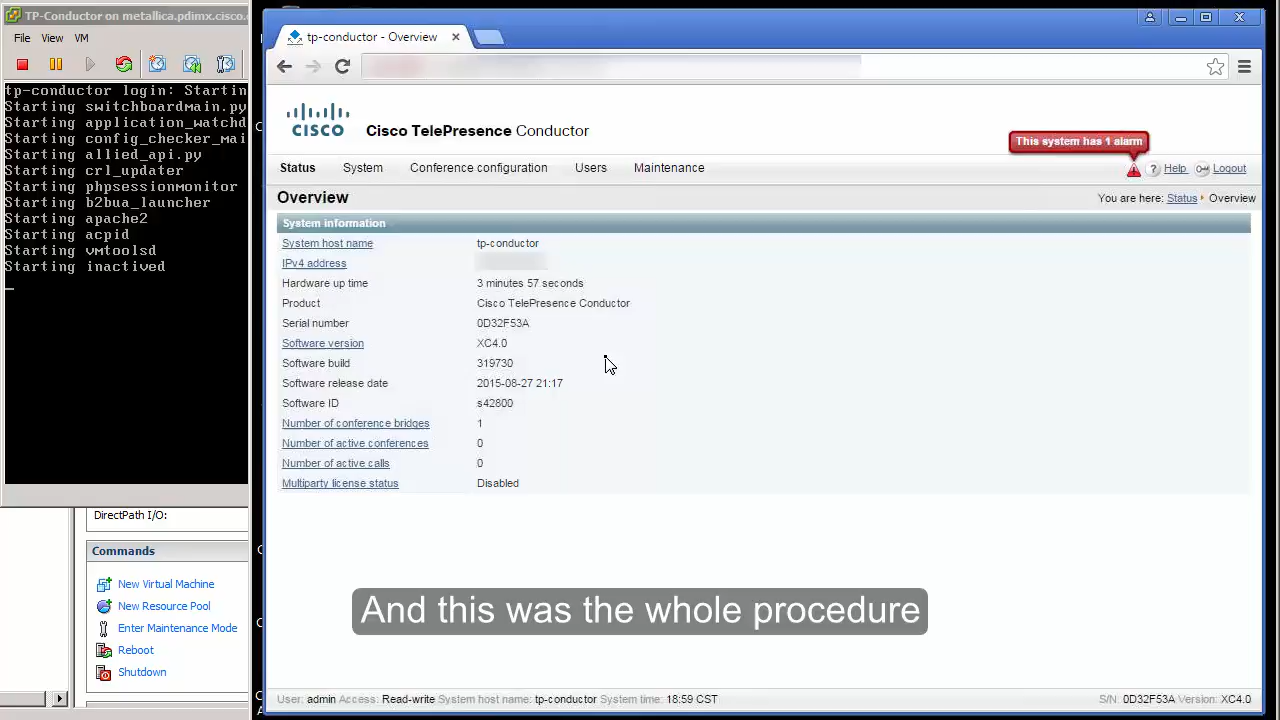 TP-Conductor on metallica.pdimx.cisco.
File View VM
tp-conductor login: Startin
Starting switchboardmain.py
Starting application_watchd
Starting config_checker_mai
Starting allied_api.py
Starting crl_updater
Starting phpsessionmonitor
Starting b2bua_launcher
Starting apache2
Starting acpid
Starting vmtoolsd
Starting inactived
DirectPath I/O:
Commands
New Virtual Machine
New Resource Pool
Enter Maintenance Mode
Reboot
Shutdown
tp-conductor - Overview
CISCO
Cisco TelePresence Conductor
This system has 1 alarm
Status System Conference configuration Users Maintenance
? Help Logout
Overview
You are here: Status Overview
System information
System host name tp-conductor
IPv4 address
Hardware up time 3 minutes 57 seconds
Product Cisco TelePresence Conductor
Serial number 0D32F53A
Software version XC4.0
Software build 319730
Software release date 2015-08-27 21:17
Software ID s42800
Number of conference bridges 1
Number of active conferences 0
Number of active calls 0
Multiparty license status Disabled
And this was the whole procedure
User: admin Access: Read-write System host name: tp-conductor System time: 18:59 CST
S/N: 0D32F53A Version: XC4.0